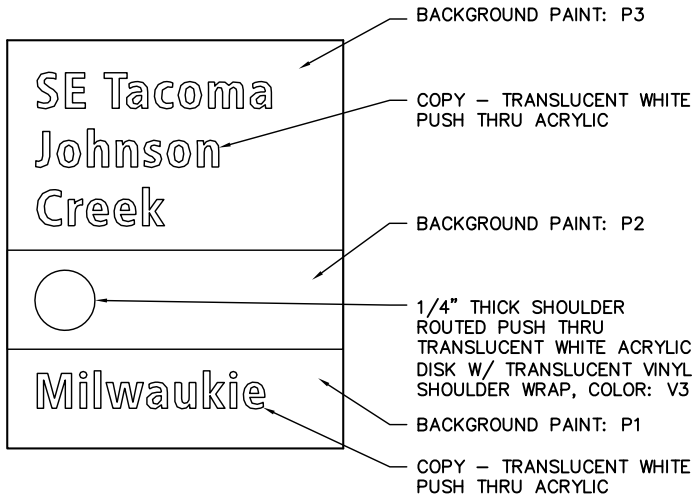 BACKGROUND PAINT: P3
SE Tacoma
Johnson
Creek
COPY – TRANSLUCENT WHITE
PUSH THRU ACRYLIC
BACKGROUND PAINT: P2
1/4" THICK SHOULDER
ROUTED PUSH THRU
TRANSLUCENT WHITE ACRYLIC
DISK W/ TRANSLUCENT VINYL
SHOULDER WRAP, COLOR: V3
Milwaukie
BACKGROUND PAINT: P1
COPY – TRANSLUCENT WHITE
PUSH THRU ACRYLIC